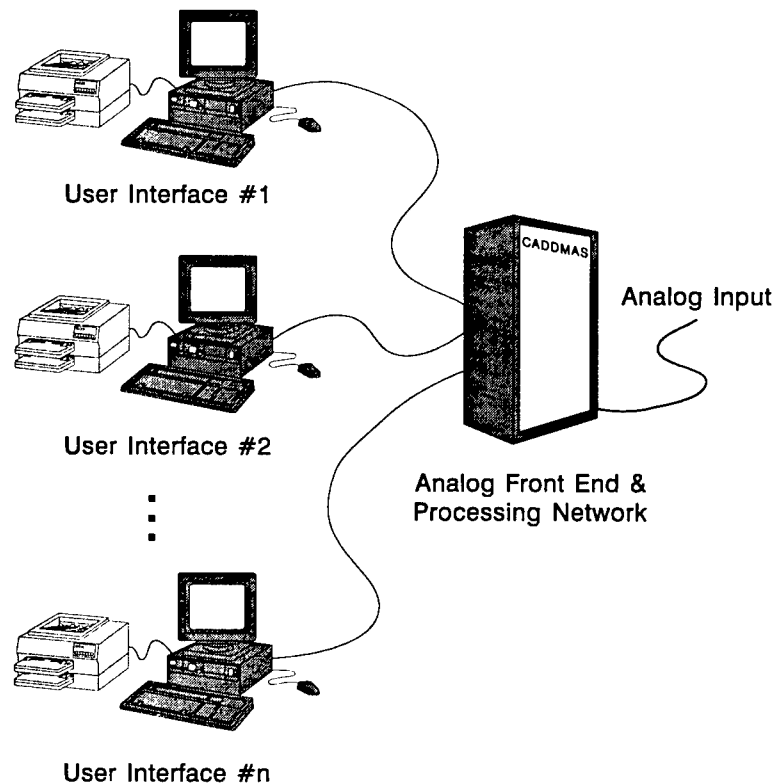 User Interface #1
CADDMAS
Analog Input
User Interface #2
Analog Front End &
Processing Network
User Interface #n